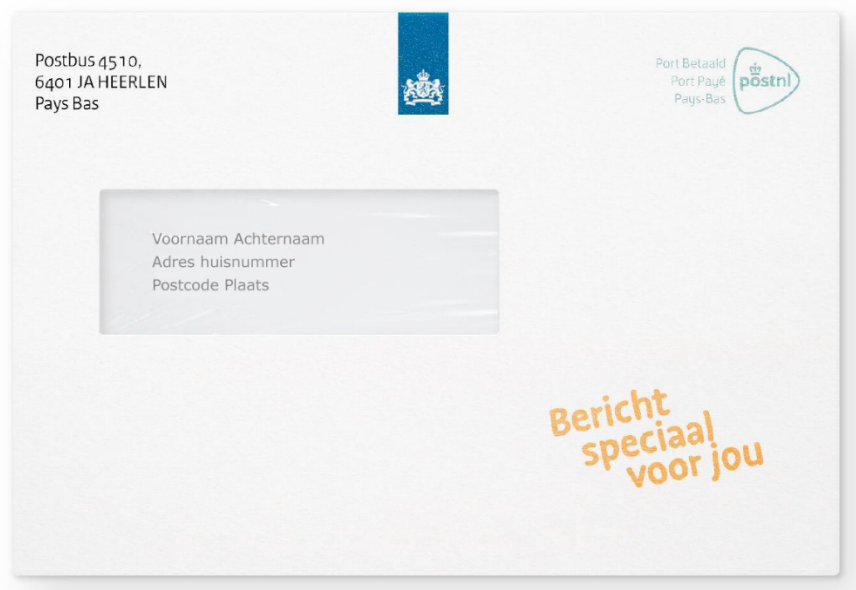 Postbus 4510,
6401 JA HEERLEN
Pays Bas
Port Betaald
Port Payé
Pays-Bas
postnl
Voornaam Achternaam
Adres huisnummer
Postcode Plaats
Bericht
speciaal
voor jou